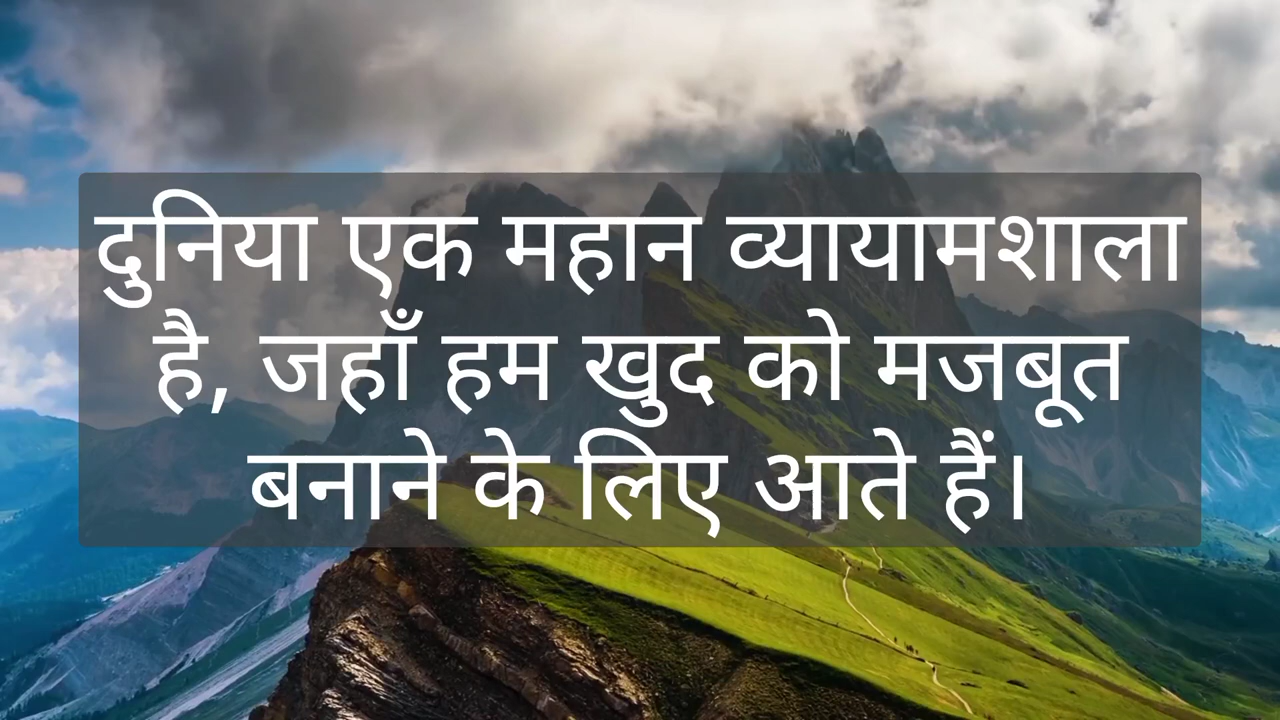 दुनिया एक महान व्यायामशाला
है, जहाँ हम खुद को मजबूत
बनाने के लिए आते हैं।